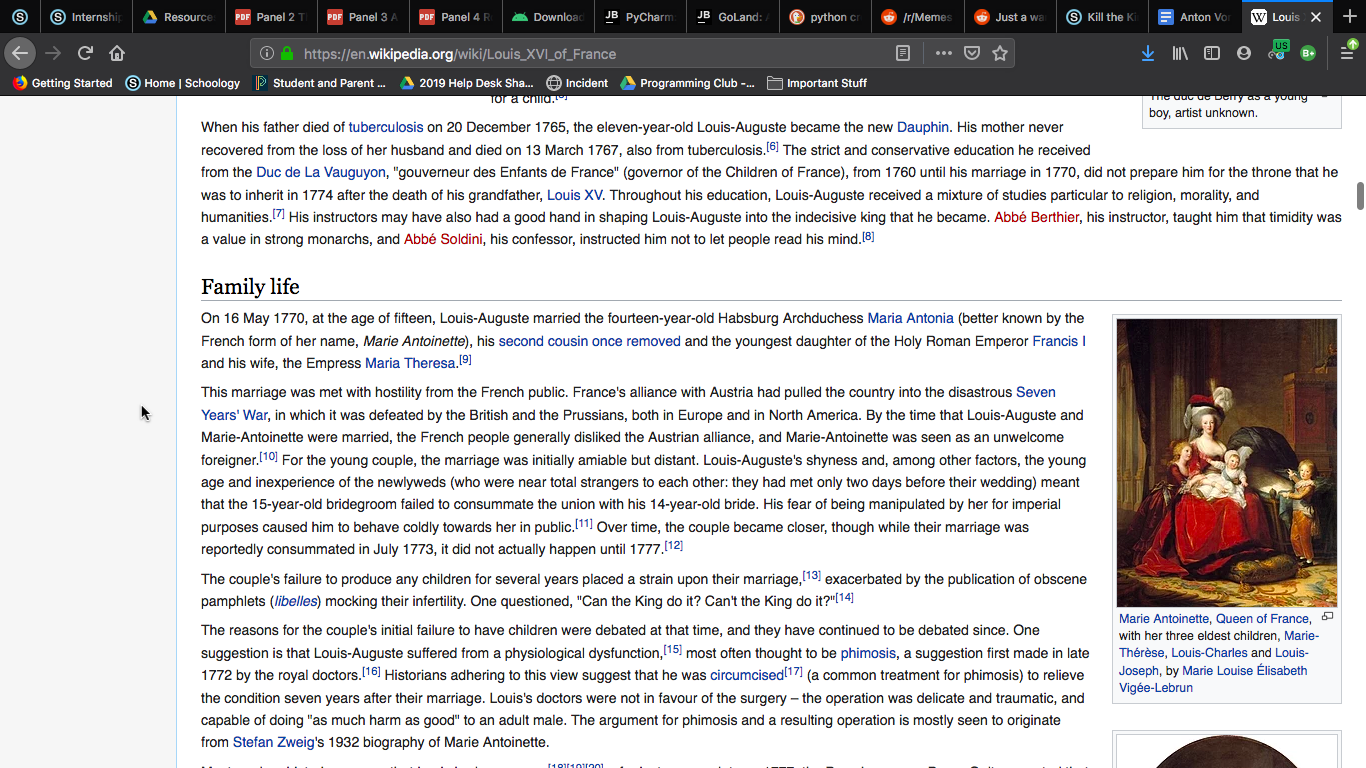 Internship
Resource
PDF Panel 2 T
PDF Panel 3 A
PDF Panel 4 R
Download
JB PyCharm
JB GoLand:
python cr
/r/Memes
Just a wa
Kill the Ki
Anton Vor
W Louis
https://en.wikipedia.org/wiki/Louis_XVI_of_France
US
B+
Getting Started
Home | Schoology
Student and Parent ...
2019 Help Desk Sha...
Incident
Programming Club -...
Important Stuff
for a child.
The duc de Berry as a young
boy, artist unknown.
When his father died of tuberculosis on 20 December 1765, the eleven-year-old Louis-Auguste became the new Dauphin. His mother never
recovered from the loss of her husband and died on 13 March 1767, also from tuberculosis.[6] The strict and conservative education he received
from the Duc de La Vauguyon, "gouverneur des Enfants de France" (governor of the Children of France), from 1760 until his marriage in 1770, did not prepare him for the throne that he
was to inherit in 1774 after the death of his grandfather, Louis XV. Throughout his education, Louis-Auguste received a mixture of studies particular to religion, morality, and
humanities.[7] His instructors may have also had a good hand in shaping Louis-Auguste into the indecisive king that he became. Abbé Berthier, his instructor, taught him that timidity was
a value in strong monarchs, and Abbé Soldini, his confessor, instructed him not to let people read his mind.[8]
Family life
On 16 May 1770, at the age of fifteen, Louis-Auguste married the fourteen-year-old Habsburg Archduchess Maria Antonia (better known by the
French form of her name, Marie Antoinette), his second cousin once removed and the youngest daughter of the Holy Roman Emperor Francis I
and his wife, the Empress Maria Theresa.[9]
This marriage was met with hostility from the French public. France's alliance with Austria had pulled the country into the disastrous Seven
Years' War, in which it was defeated by the British and the Prussians, both in Europe and in North America. By the time that Louis-Auguste and
Marie-Antoinette were married, the French people generally disliked the Austrian alliance, and Marie-Antoinette was seen as an unwelcome
foreigner.[10] For the young couple, the marriage was initially amiable but distant. Louis-Auguste's shyness and, among other factors, the young
age and inexperience of the newlyweds (who were near total strangers to each other: they had met only two days before their wedding) meant
that the 15-year-old bridegroom failed to consummate the union with his 14-year-old bride. His fear of being manipulated by her for imperial
purposes caused him to behave coldly towards her in public.[11] Over time, the couple became closer, though while their marriage was
reportedly consummated in July 1773, it did not actually happen until 1777.[12]
The couple's failure to produce any children for several years placed a strain upon their marriage,[13] exacerbated by the publication of obscene
pamphlets (libelles) mocking their infertility. One questioned, "Can the King do it? Can't the King do it?"[14]
The reasons for the couple's initial failure to have children were debated at that time, and they have continued to be debated since. One
suggestion is that Louis-Auguste suffered from a physiological dysfunction,[15] most often thought to be phimosis, a suggestion first made in late
1772 by the royal doctors.[16] Historians adhering to this view suggest that he was circumcised[17] (a common treatment for phimosis) to relieve
the condition seven years after their marriage. Louis's doctors were not in favour of the surgery – the operation was delicate and traumatic, and
capable of doing "as much harm as good" to an adult male. The argument for phimosis and a resulting operation is mostly seen to originate
from Stefan Zweig's 1932 biography of Marie Antoinette.
Marie Antoinette, Queen of France,
with her three eldest children, Marie-
Thérèse, Louis-Charles and Louis-
Joseph, by Marie Louise Élisabeth
Vigée-Lebrun